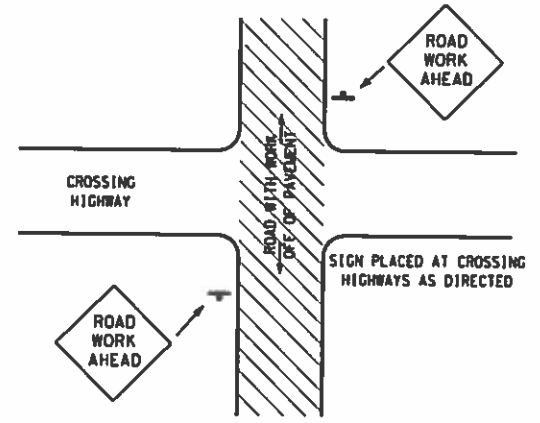 ROAD
WORK
AHEAD
CROSSING
HIGHWAY
ROAD WITH WORK
OFF OF PAVEMENT
SIGN PLACED AT CROSSING
HIGHWAYS AS DIRECTED
ROAD
WORK
AHEAD